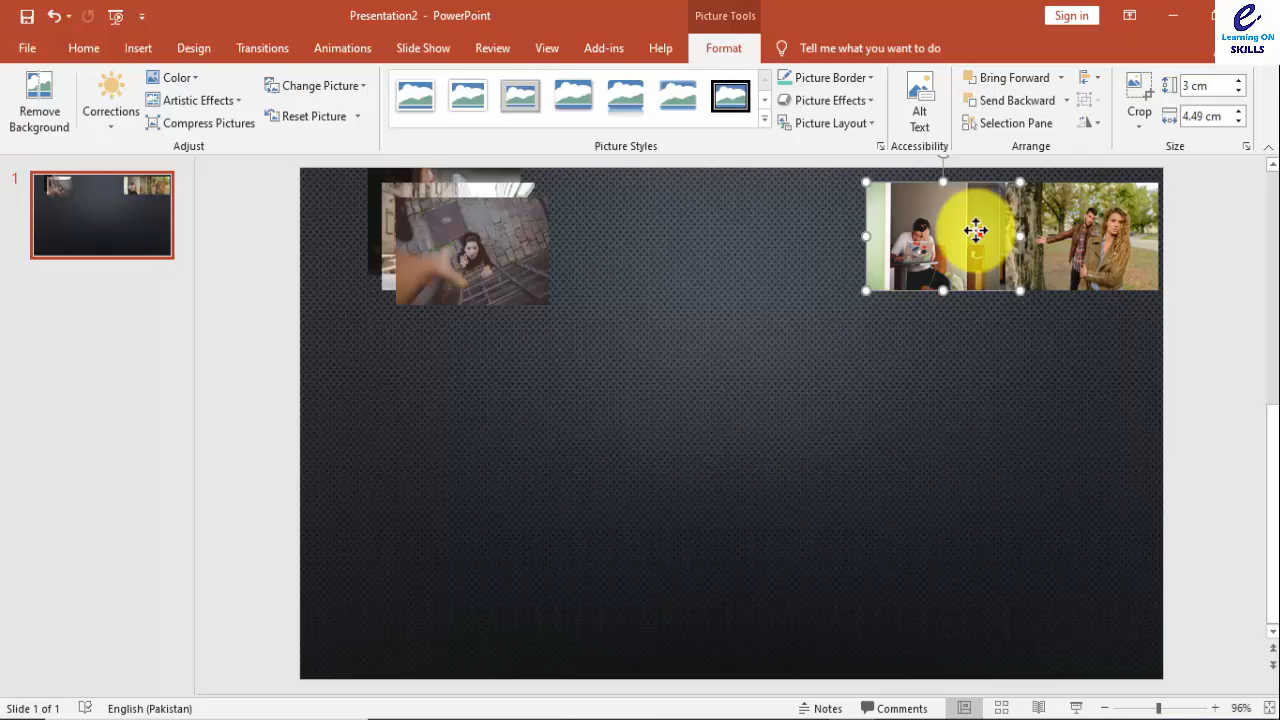 Presentation2 - PowerPoint
Picture Tools
Sign in
Learning ON
SKILLS
File Home Insert Design Transitions Animations Slide Show Review View Add-ins Help Format Tell me what you want to do
Remove Background
Corrections
Color
Artistic Effects
Compress Pictures
Change Picture
Reset Picture
Adjust
Picture Styles
Picture Border
Picture Effects
Picture Layout
Alt Text
Accessibility
Bring Forward
Send Backward
Selection Pane
Arrange
Crop
3 cm
4.49 cm
Size
1
Slide 1 of 1
English (Pakistan)
Notes
Comments
96%